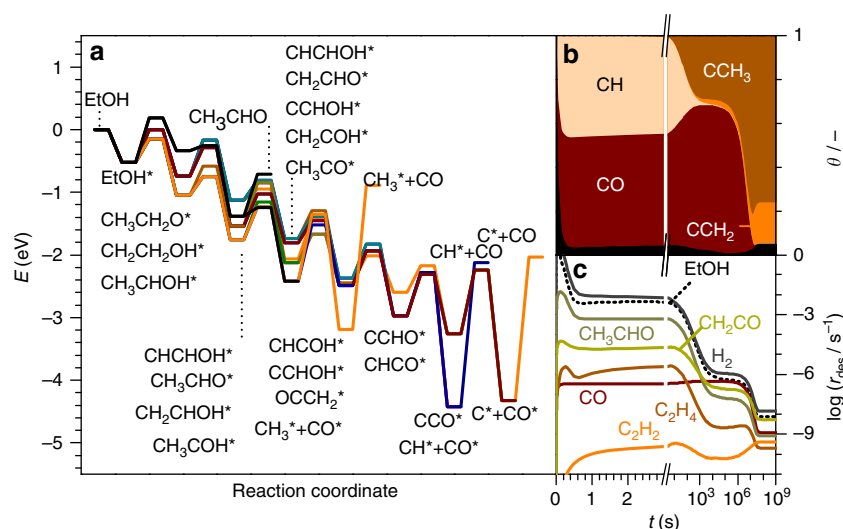 a
E (eV)
1
0
−1
−2
−3
−4
−5
Reaction coordinate
EtOH
EtOH*
CH₃CH₂O*
CH₂CH₂OH*
CH₃CHOH*
CH₃CHO
CHCHOH*
CH₂CHO*
CCHOH*
CH₂COH*
CH₃CO*
CH₃*+CO
CHCHOH*
CH₃CHO*
CH₂CHOH*
CH₃COH*
CHCOH*
CCHOH*
OCCH₂*
CH₃*+CO*
CCHO*
CHCO*
CH*+CO
C*+CO
CCO*
CH*+CO*
C*+CO*
b
CH
CO
CCH₃
CCH₂
1
θ / –
0
c
EtOH
CH₃CHO
CH₂CO
H₂
CO
C₂H₄
C₂H₂
−3
−6
−9
log (r_des / s⁻¹)
0
1
2
10³
10⁶
10⁹
t (s)